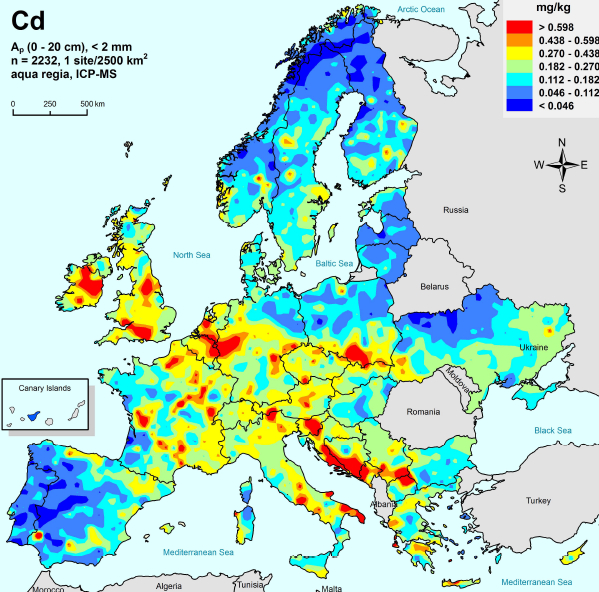 Cd
Aₚ (0 - 20 cm), < 2 mm
n = 2232, 1 site/2500 km²
aqua regia, ICP-MS
0 250 500 km
Arctic Ocean
mg/kg
> 0.598
0.438 - 0.598
0.270 - 0.438
0.182 - 0.270
0.112 - 0.182
0.046 - 0.112
< 0.046
N
W E
S
Russia
North Sea
Baltic Sea
Belarus
Ukraine
Moldova
Canary Islands
Romania
Black Sea
Albania
Turkey
Mediterranean Sea
Mediterranean Sea
Morocco
Algeria
Tunisia
Malta